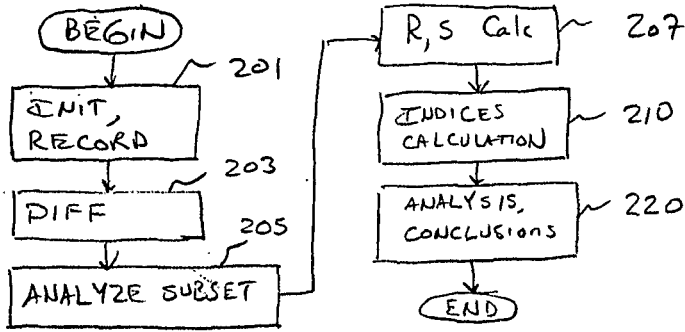 BEGIN
201
INIT,
RECORD
203
DIFF
205
ANALYZE SUBSET
R, S Calc
207
INDICES
CALCULATION
210
ANALYSIS,
CONCLUSIONS
220
END